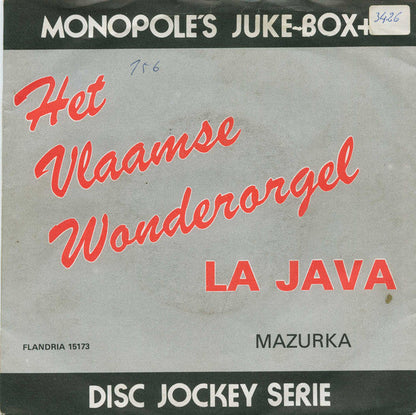 MONOPOLE'S JUKE-BOX+
3426
156
Het
Vlaamse
Wonderorgel
LA JAVA
FLANDRIA 15173
MAZURKA
DISC JOCKEY SERIE